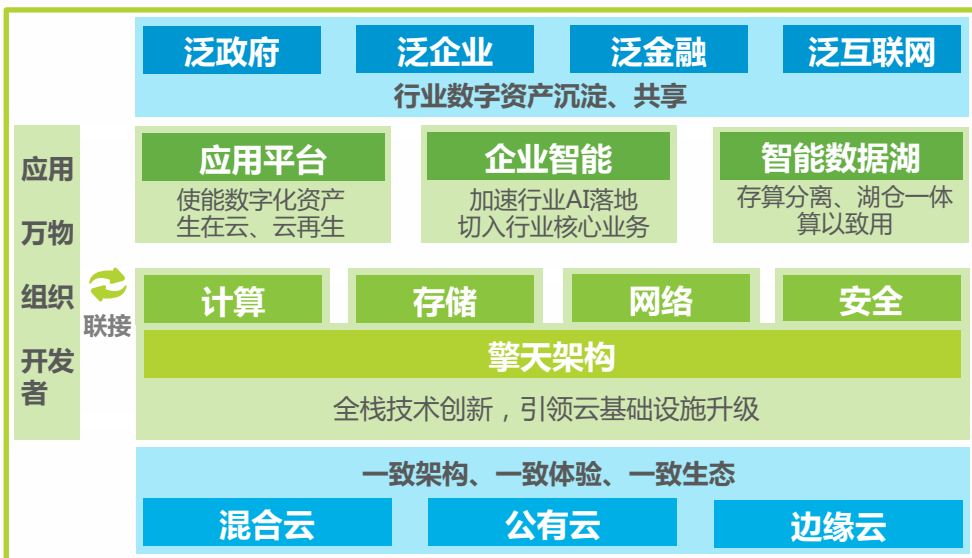 泛政府
泛企业
泛金融
泛互联网
行业数字资产沉淀、共享
应用
万物
组织
开发
者
联接
应用平台
使能数字化资产
生在云、云再生
企业智能
加速行业AI落地
切入行业核心业务
智能数据湖
存算分离、湖仓一体
算以致用
计算
存储
网络
安全
擎天架构
全栈技术创新，引领云基础设施升级
一致架构、一致体验、一致生态
混合云
公有云
边缘云